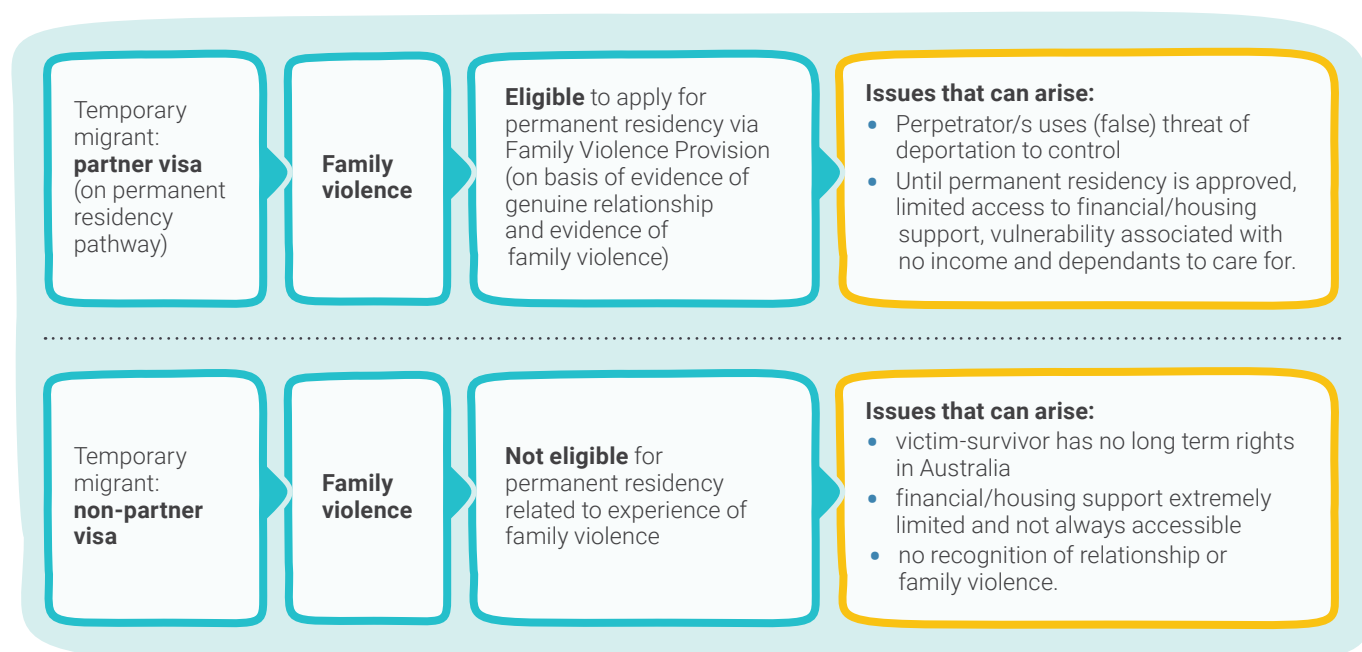 Temporary
migrant:
partner visa
(on permanent
residency
pathway)
Family
violence
Eligible to apply for
permanent residency via
Family Violence Provision
(on basis of evidence of
genuine relationship
and evidence of
family violence)
Issues that can arise:
• Perpetrator/s uses (false) threat of
deportation to control
• Until permanent residency is approved,
limited access to financial/housing
support, vulnerability associated with
no income and dependants to care for.
Temporary
migrant:
non-partner
visa
Family
violence
Not eligible for
permanent residency
related to experience of
family violence
Issues that can arise:
• victim-survivor has no long term rights
in Australia
• financial/housing support extremely
limited and not always accessible
• no recognition of relationship or
family violence.